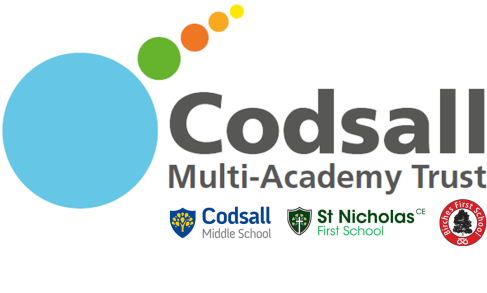 Codsall
Multi-Academy Trust
Codsall
Middle School
St Nicholas CE
First School
Birches First School